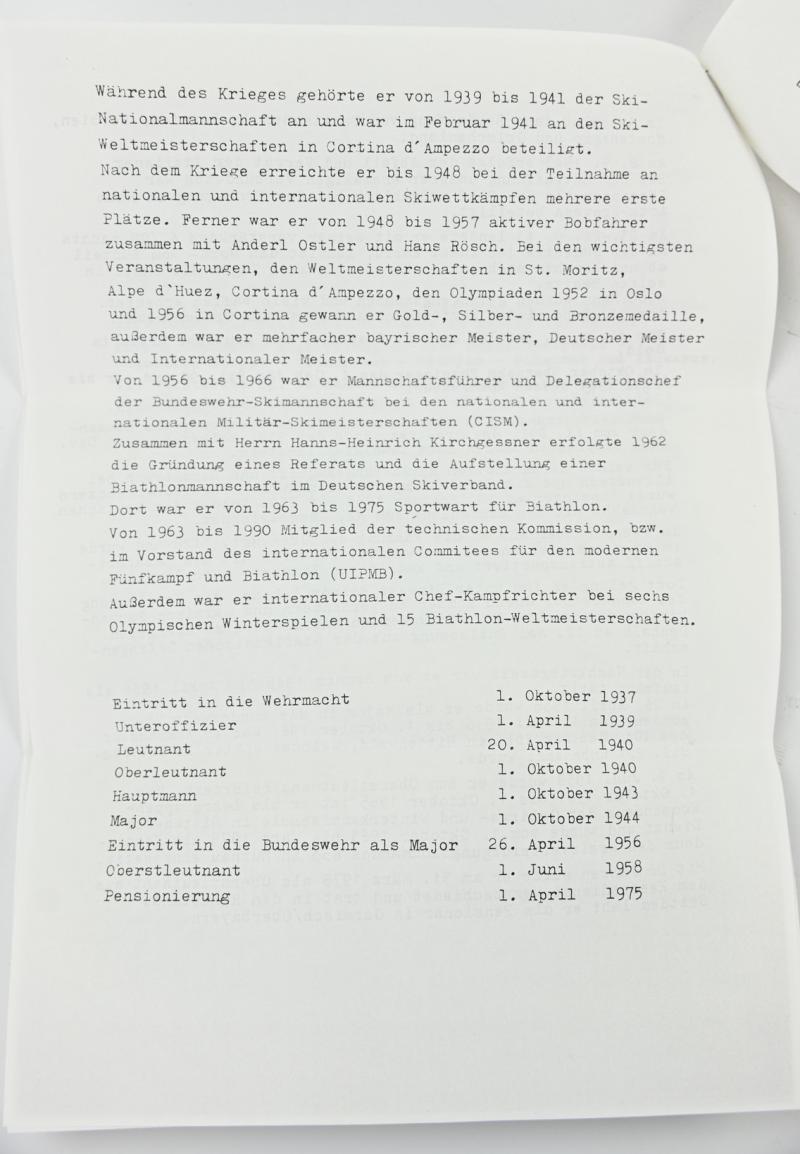 Während des Krieges gehörte er von 1939 bis 1941 der Ski-
Nationalmannschaft an und war im Februar 1941 an den Ski-
Weltmeisterschaften in Cortina d´Ampezzo beteiligt.
Nach dem Kriege erreichte er bis 1948 bei der Teilnahme an
nationalen und internationalen Skiwettkämpfen mehrere erste
Plätze. Ferner war er von 1948 bis 1957 aktiver Bobfahrer
zusammen mit Anderl Ostler und Hans Rösch. Bei den wichtigsten
Veranstaltungen, den Weltmeisterschaften in St. Moritz,
Alpe d`Huez, Cortina d´Ampezzo, den Olympiaden 1952 in Oslo
und 1956 in Cortina gewann er Gold-, Silber- und Bronzemedaille,
außerdem war er mehrfacher bayrischer Meister, Deutscher Meister
und Internationaler Meister.
Von 1956 bis 1966 war er Mannschaftsführer und Delegationschef
der Bundeswehr-Skimannschaft bei den nationalen und inter-
nationalen Militär-Skimeisterschaften (CISM).
Zusammen mit Herrn Hanns-Heinrich Kirchgessner erfolgte 1962
die Gründung eines Referats und die Aufstellung einer
Biathlonmannschaft im Deutschen Skiverband.
Dort war er von 1963 bis 1975 Sportwart für Biathlon.
Von 1963 bis 1990 Mitglied der technischen Kommission, bzw.
im Vorstand des internationalen Commitees für den modernen
Fünfkampf und Biathlon (UIPMB).
Außerdem war er internationaler Chef-Kampfrichter bei sechs
Olympischen Winterspielen und 15 Biathlon-Weltmeisterschaften.
Eintritt in die Wehrmacht 1. Oktober 1937
Unteroffizier 1. April 1939
Leutnant 20. April 1940
Oberleutnant 1. Oktober 1940
Hauptmann 1. Oktober 1943
Major 1. Oktober 1944
Eintritt in die Bundeswehr als Major 26. April 1956
Oberstleutnant 1. Juni 1958
Pensionierung 1. April 1975